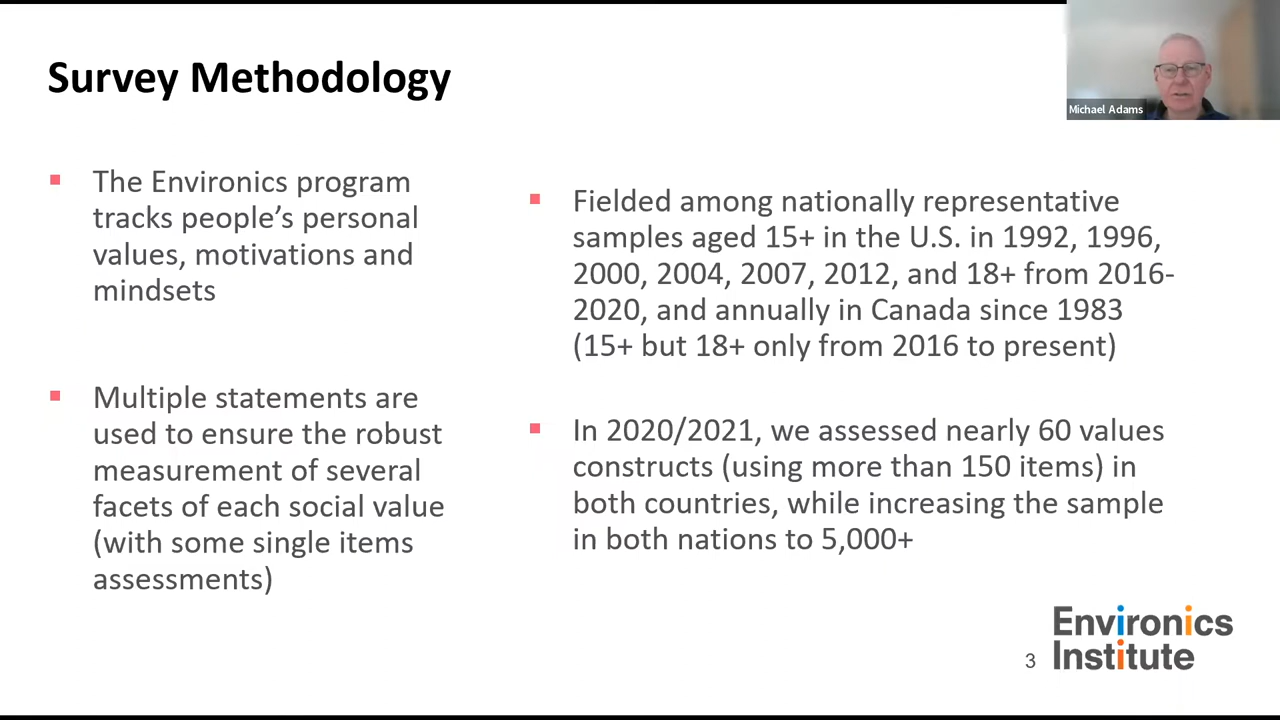 Survey Methodology
Michael Adams
The Environics program
tracks people’s personal
values, motivations and
mindsets
Multiple statements are
used to ensure the robust
measurement of several
facets of each social value
(with some single items
assessments)
Fielded among nationally representative
samples aged 15+ in the U.S. in 1992, 1996,
2000, 2004, 2007, 2012, and 18+ from 2016-
2020, and annually in Canada since 1983
(15+ but 18+ only from 2016 to present)
In 2020/2021, we assessed nearly 60 values
constructs (using more than 150 items) in
both countries, while increasing the sample
in both nations to 5,000+
Environics
Institute
3